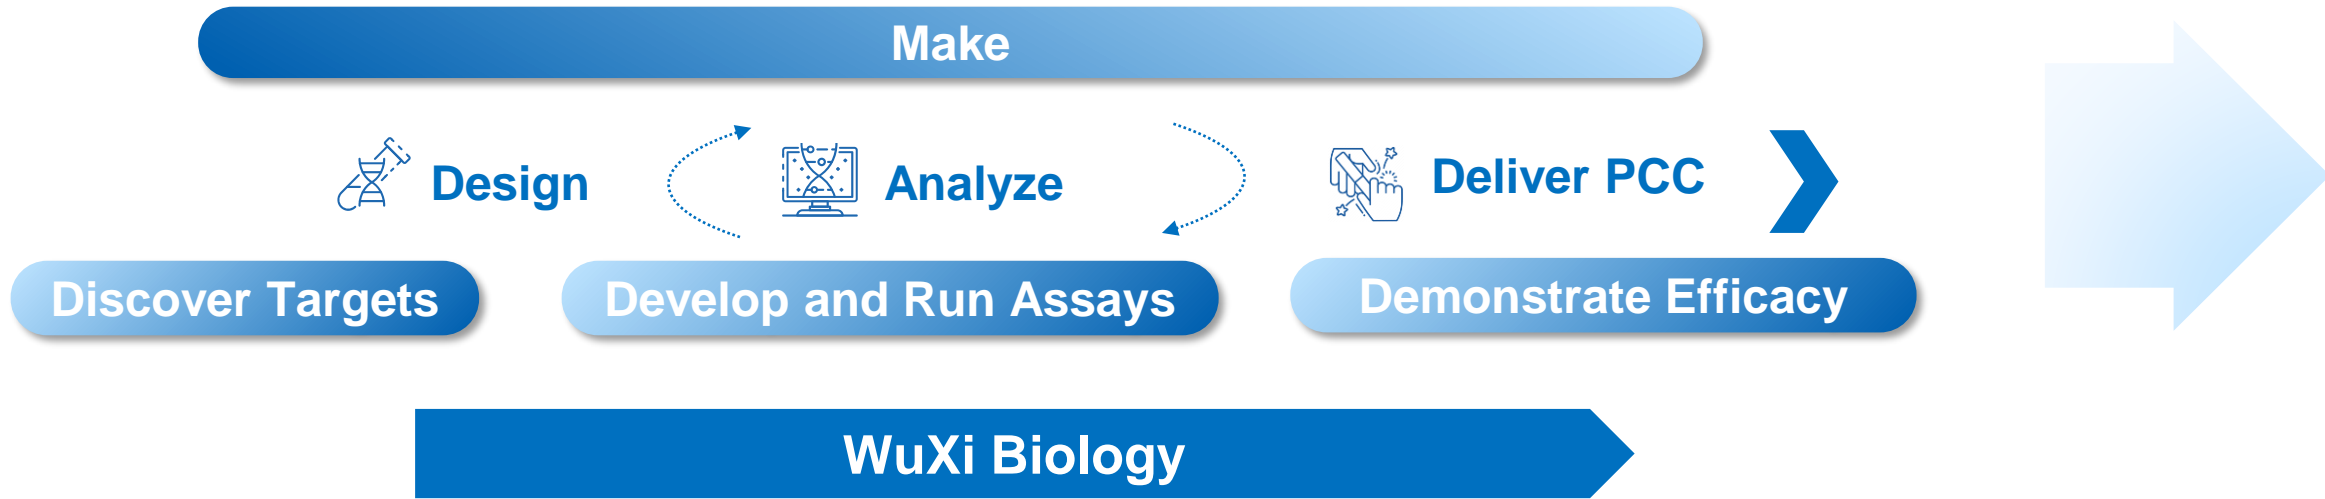 Make
Design
Analyze
Deliver PCC
Discover Targets
Develop and Run Assays
Demonstrate Efficacy
WuXi Biology